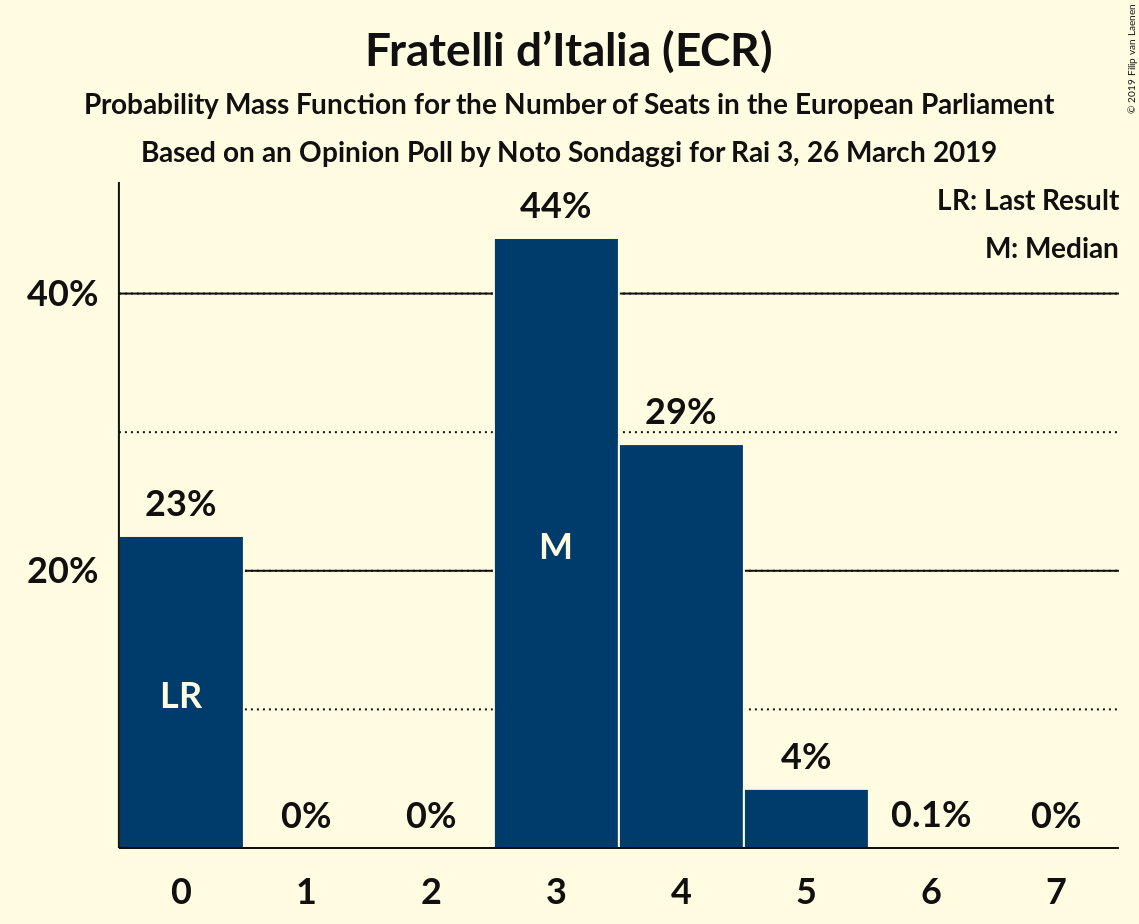 Fratelli d’Italia (ECR)
Probability Mass Function for the Number of Seats in the European Parliament
Based on an Opinion Poll by Noto Sondaggi for Rai 3, 26 March 2019
© 2019 Filip van Laenen
LR: Last Result
M: Median
44%
40%
29%
23%
M
20%
LR
4%
0%
0%
0.1%
0%
0
1
2
3
4
5
6
7